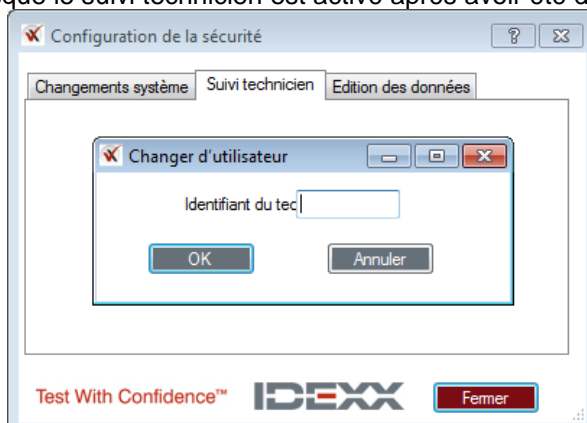 que le suivi technicien est activé après avoir été d
Configuration de la sécurité
Changements système Suivi technicien Edition des données
Changer d'utilisateur
Identifiant du tec
OK Annuler
Test With Confidence™ IDEXX Fermer